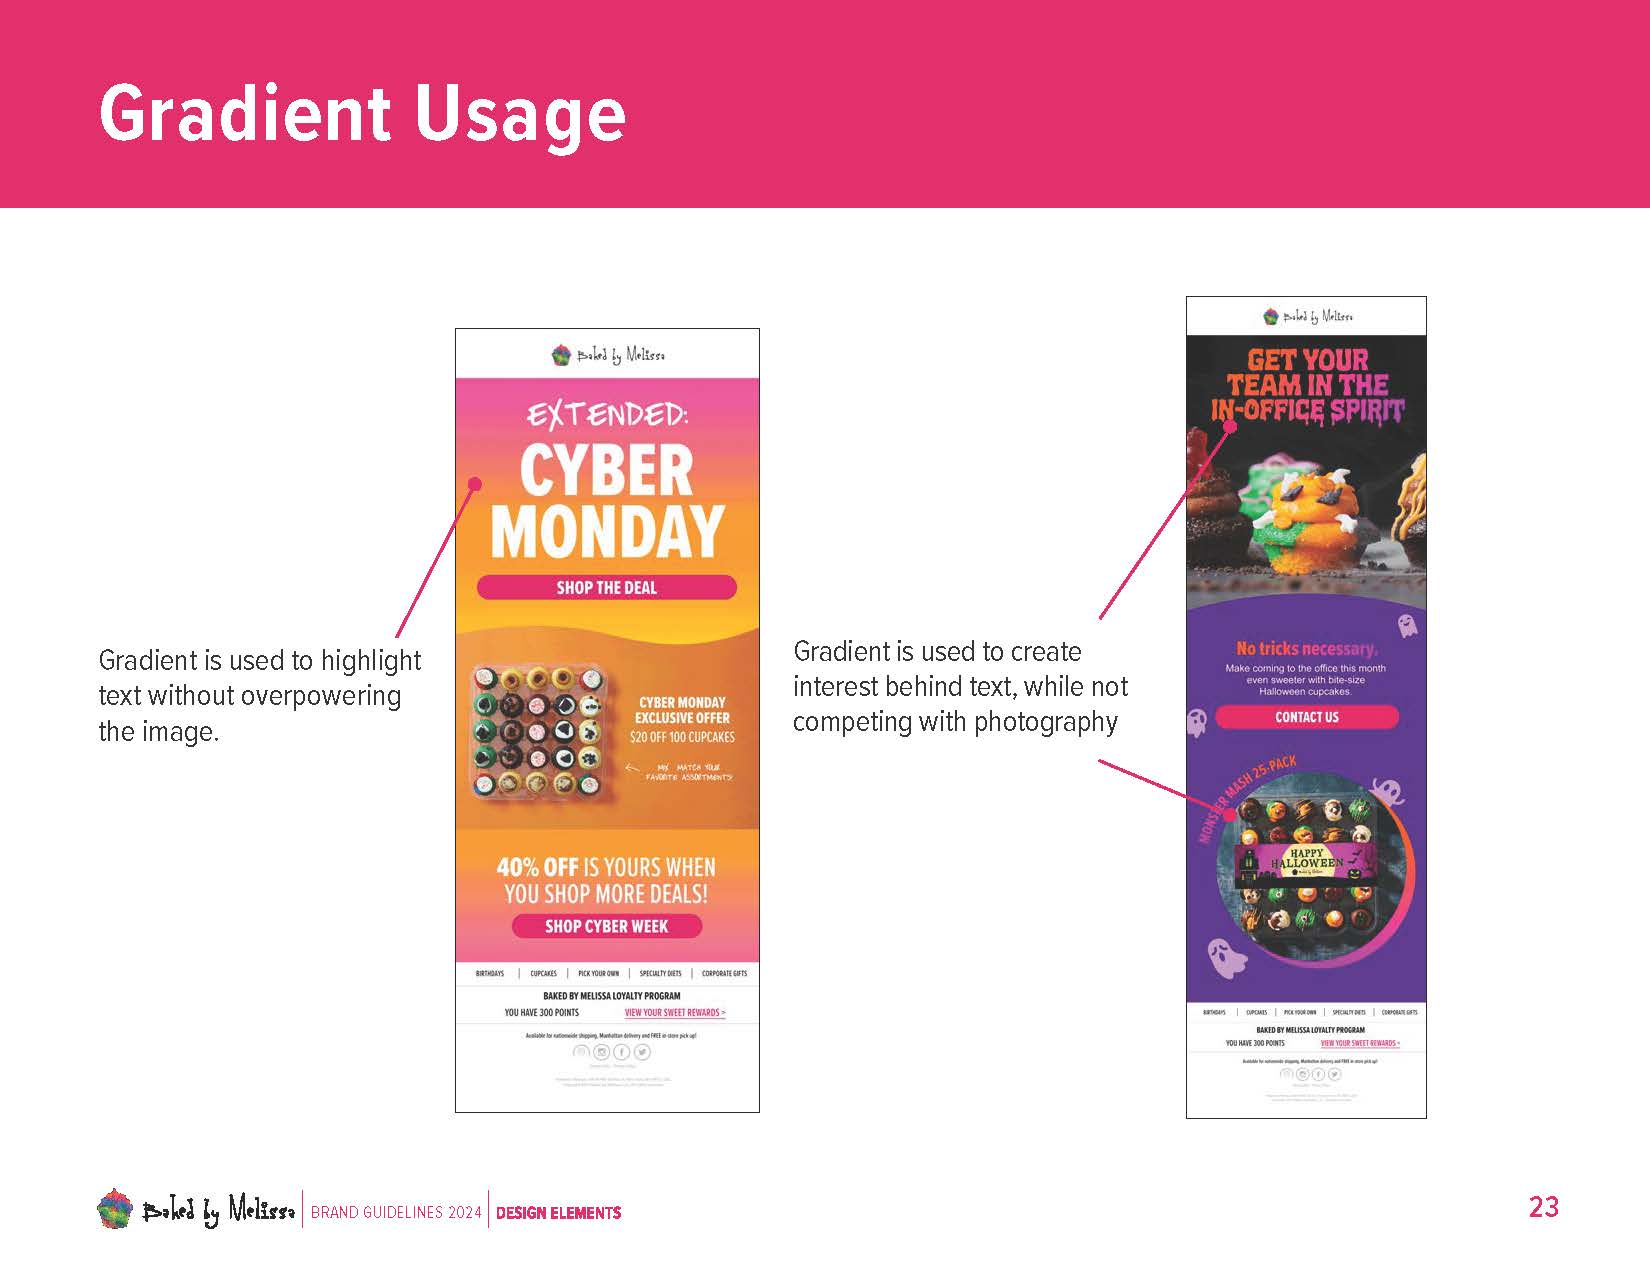 Gradient Usage
Gradient is used to highlight
text without overpowering
the image.
Baked by Melissa
EXTENDED:
CYBER
MONDAY
SHOP THE DEAL
CYBER MONDAY
EXCLUSIVE OFFER
$20 OFF 100 CUPCAKES
MIX MATCH YOUR
FAVORITE ASSORTMENTS!
40% OFF IS YOURS WHEN
YOU SHOP MORE DEALS!
SHOP CYBER WEEK
BIRTHDAYS | CUPCAKES | PICK YOUR OWN | SPECIALTY DIETS | CORPORATE GIFTS
BAKED BY MELISSA LOYALTY PROGRAM
YOU HAVE 300 POINTS VIEW YOUR SWEET REWARDS >
Available for nationwide shipping, Manhattan delivery and FREE in store pick up!
Gradient is used to create
interest behind text, while not
competing with photography
Baked by Melissa
GET YOUR
TEAM IN THE
IN-OFFICE SPIRIT
No tricks necessary.
Make coming to the office this month
even sweeter with bite-size
Halloween cupcakes.
CONTACT US
MONSTER MASH 25-PACK
HAPPY
HALLOWEEN
Baked by Melissa
BIRTHDAYS | CUPCAKES | PICK YOUR OWN | SPECIALTY DIETS | CORPORATE GIFTS
BAKED BY MELISSA LOYALTY PROGRAM
YOU HAVE 300 POINTS VIEW YOUR SWEET REWARDS >
Available for nationwide shipping, Manhattan delivery and FREE in store pick up!
Baked by Melissa | BRAND GUIDELINES 2024 | DESIGN ELEMENTS
23